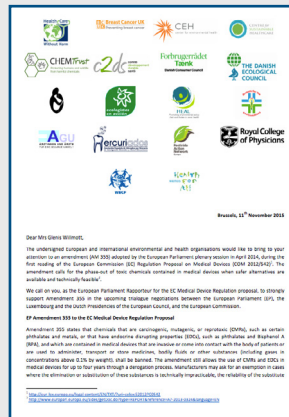 Health Care
Without Harm
Breast Cancer UK
CEH
CHEMTrust
c2ds
Forbrugerrådet
Tænk
Danish Consumer Council
THE DANISH
ECOLOGICAL
COUNCIL
HEAL
AGU
Mercuriados
Royal College
of Physicians
WECF
Brussels, 11th November 2015
Dear Mrs Glenis Willmott,
The undersigned European and international environmental and health organisations would like to bring to your
attention to an amendment (AM 355) adopted by the European Parliament plenary session in April 2014, during the
first reading of the European Commission (EC) Regulation Proposal on Medical Devices (COM 2012/542)¹. The
amendment calls for the phase-out of toxic chemicals contained in medical devices when safer alternatives are
available and technically feasible².
We call on you, as the European Parliament Rapporteur for the EC Medical Device Regulation proposal, to strongly
support Amendment 355 in the upcoming trialogue negotiations between the European Parliament (EP), the
Luxembourg and the Dutch Presidencies of the European Council, and the European Commission.
EP Amendment 355 to the EC Medical Device Regulation Proposal
Amendment 355 states that chemicals that are carcinogenic, mutagenic, or reprotoxic (CMRs), such as certain
phthalates and metals, or that have endocrine disrupting properties (EDCs), such as phthalates and Bisphenol A
(BPA), and which are contained in medical devices that are invasive or come into contact with the body of patients or
are used to administer, transport or store medicines, bodily fluids or other substances (including gases in
concentrations above 0.1% by weight), shall be banned. The amendment still allows the use of CMRs and EDCs in
medical devices for up to four years through a derogation process. Manufacturers may ask for an exemption in cases
where the elimination or substitution of these substances is technically impracticable, the reliability of the substitute